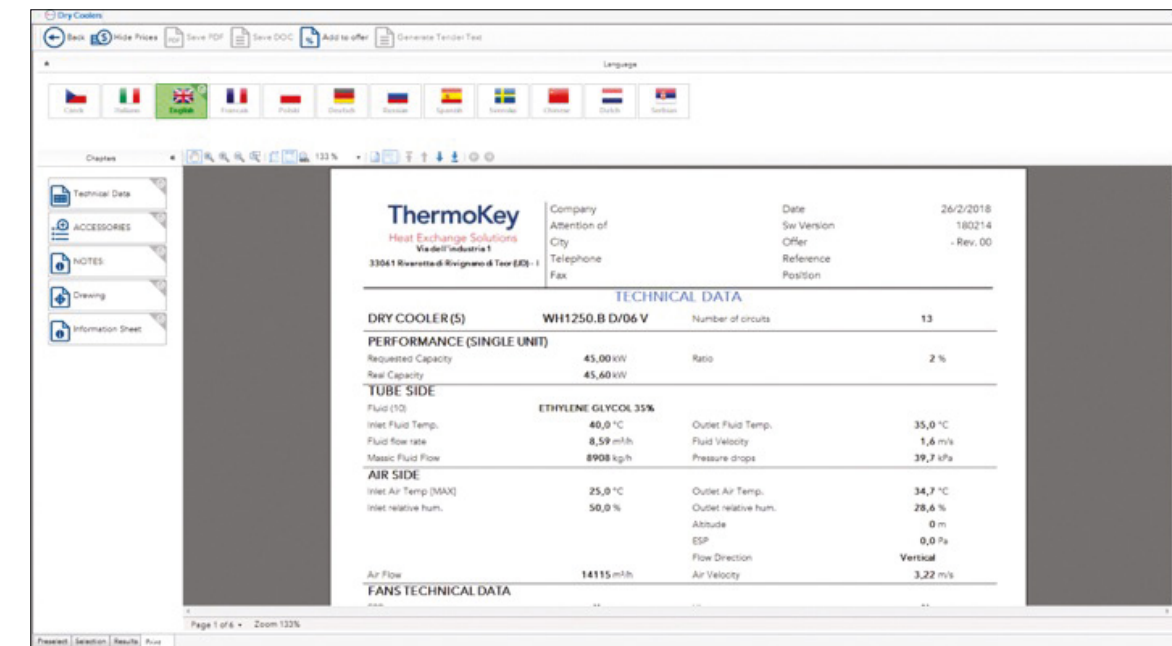 Dry Coolers
Back Hide Prices PDF Save PDF Save DOC Add to offer Generate Tender Text
Language
Czech Italiano English Francais Polski Deutsch Russian Spanish Svenska Chinese Dutch Serbian
Chapters 133 %
Technical Data
ACCESSORIES
NOTES:
Drawing
Information Sheet
ThermoKey
Heat Exchange Solutions
Via dell'industria 1
33061 Rivarotta di Rivignano di Teor (UD) - I
Company Date 26/2/2018
Attention of Sw Version 180214
City Offer - Rev. 00
Telephone Reference
Fax Position
TECHNICAL DATA
DRY COOLER (5) WH1250.B D/06 V Number of circuits 13
PERFORMANCE (SINGLE UNIT)
Requested Capacity 45,00 kW Ratio 2 %
Real Capacity 45,60 kW
TUBE SIDE
Fluid (10) ETHYLENE GLYCOL 35%
Inlet Fluid Temp. 40,0 °C Outlet Fluid Temp. 35,0 °C
Fluid flow rate 8,59 m³/h Fluid Velocity 1,6 m/s
Massic Fluid Flow 8908 kg/h Pressure drops 39,7 kPa
AIR SIDE
Inlet Air Temp (MAX) 25,0 °C Outlet Air Temp. 34,7 °C
Inlet relative hum. 50,0 % Outlet relative hum. 28,6 %
Altitude 0 m
ESP 0,0 Pa
Flow Direction Vertical
Air Flow 14115 m³/h Air Velocity 3,22 m/s
FANS TECHNICAL DATA
Page 1 of 6 Zoom 133%
Preselect Selection Results Print